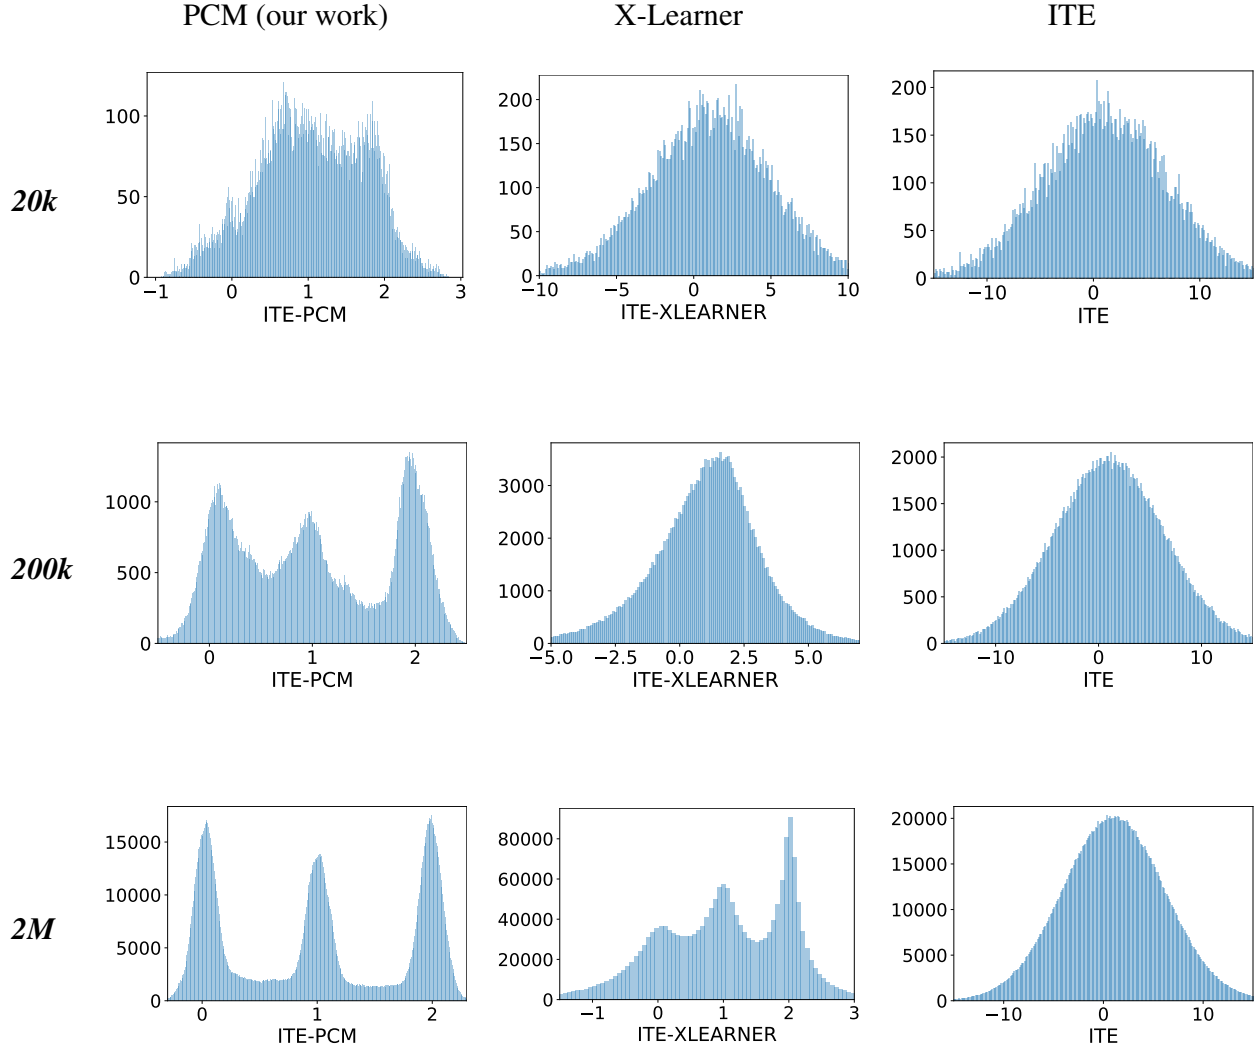 PCM (our work) X-Learner ITE
20k
100
50
0
−1 0 1 2 3
ITE-PCM
200
150
100
50
0
−10 −5 0 5 10
ITE-XLEARNER
200
150
100
50
0
−10 0 10
ITE
200k
1000
500
0
0 1 2
ITE-PCM
3000
2000
1000
0
−5.0 −2.5 0.0 2.5 5.0
ITE-XLEARNER
2000
1500
1000
500
0
−10 0 10
ITE
2M
15000
10000
5000
0
0 1 2
ITE-PCM
80000
60000
40000
20000
0
−1 0 1 2 3
ITE-XLEARNER
20000
15000
10000
5000
0
−10 0 10
ITE